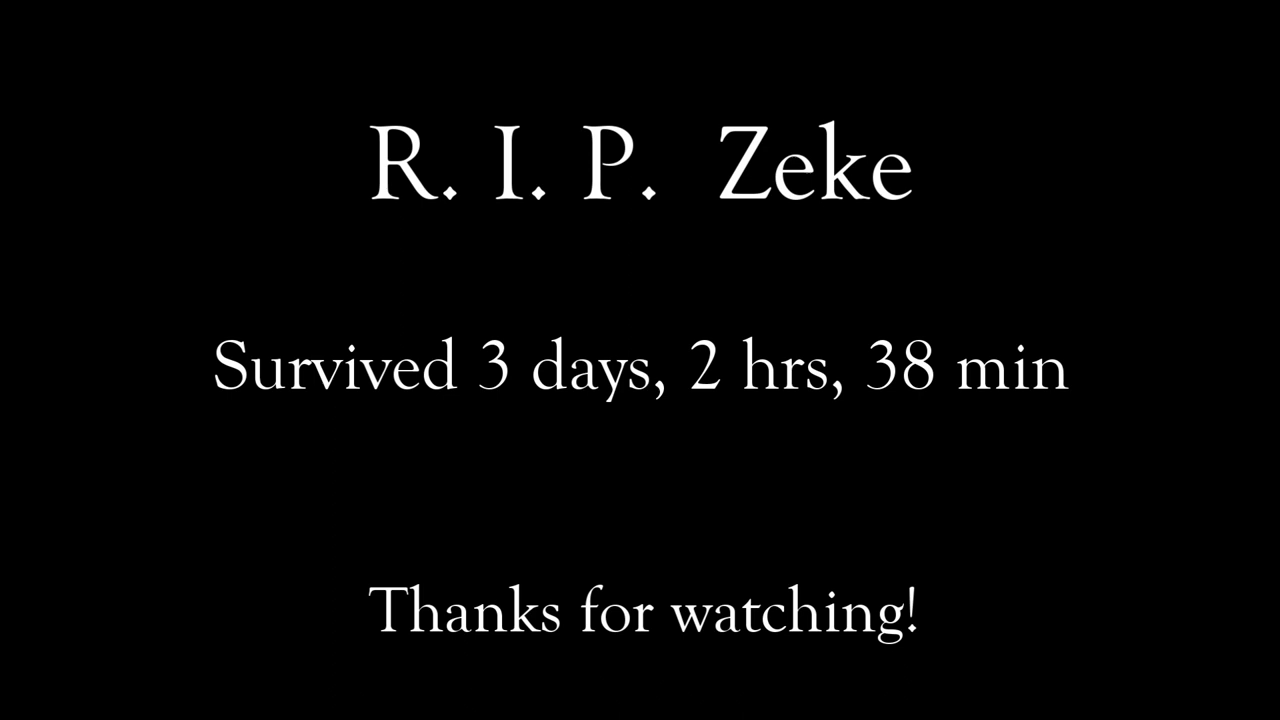 R. I. P. Zeke
Survived 3 days, 2 hrs, 38 min
Thanks for watching!